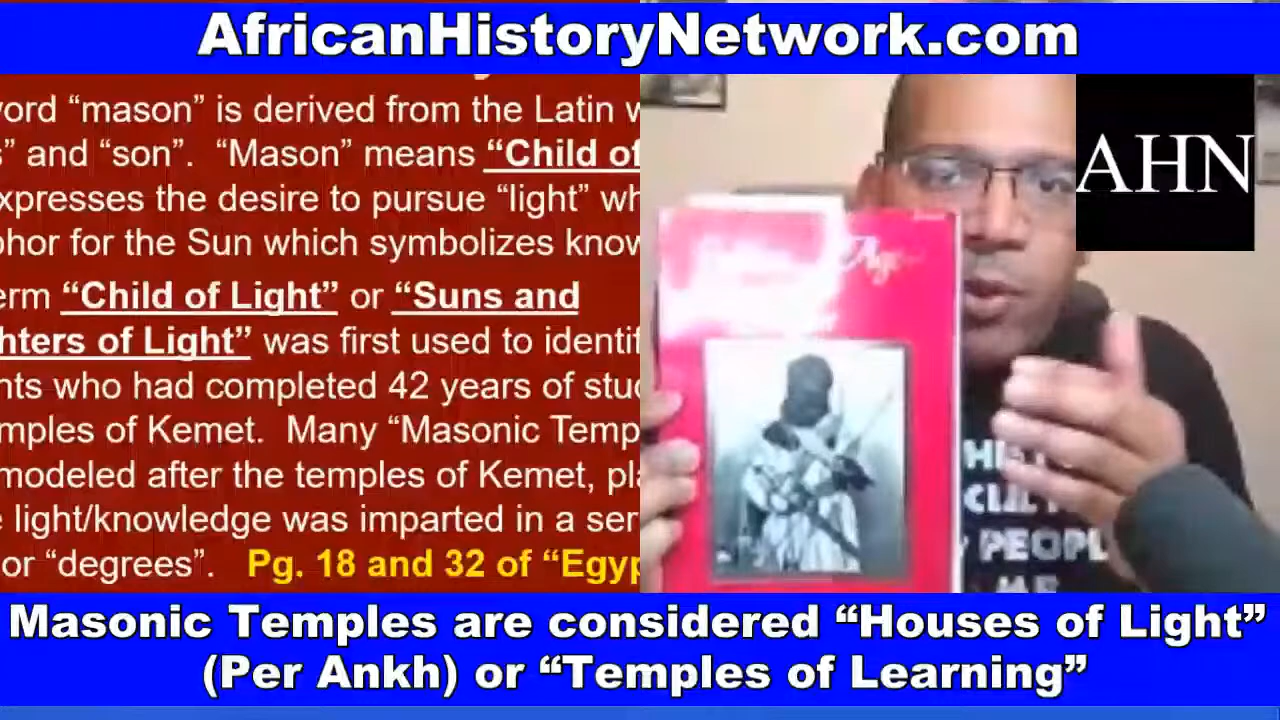 AfricanHistoryNetwork.com
word “mason” is derived from the Latin w
s” and “son”. “Mason” means “Child of
xpresses the desire to pursue “light” wh
phor for the Sun which symbolizes know
erm “Child of Light” or “Suns and
hters of Light” was first used to identif
nts who had completed 42 years of stud
mples of Kemet. Many “Masonic Temp
modeled after the temples of Kemet, pla
e light/knowledge was imparted in a ser
or “degrees”. Pg. 18 and 32 of “Egyp
AHN
PEOPL
ME
Masonic Temples are considered “Houses of Light”
(Per Ankh) or “Temples of Learning”